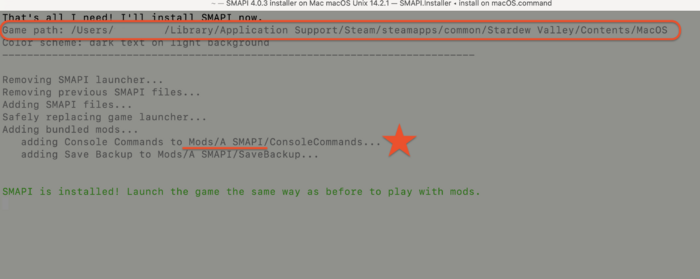 SMAPI 4.0.3 installer on Mac macOS Unix 14.2.1 — SMAPI.Installer • install on macOS.command
That's all I need! I'll install SMAPI now.
Game path: /Users/ /Library/Application Support/Steam/steamapps/common/Stardew Valley/Contents/MacOS
Color scheme: dark text on light background
Removing SMAPI launcher...
Removing previous SMAPI files...
Adding SMAPI files...
Safely replacing game launcher...
Adding bundled mods...
adding Console Commands to Mods/A SMAPI/ConsoleCommands...
adding Save Backup to Mods/A SMAPI/SaveBackup...
SMAPI is installed! Launch the game the same way as before to play with mods.